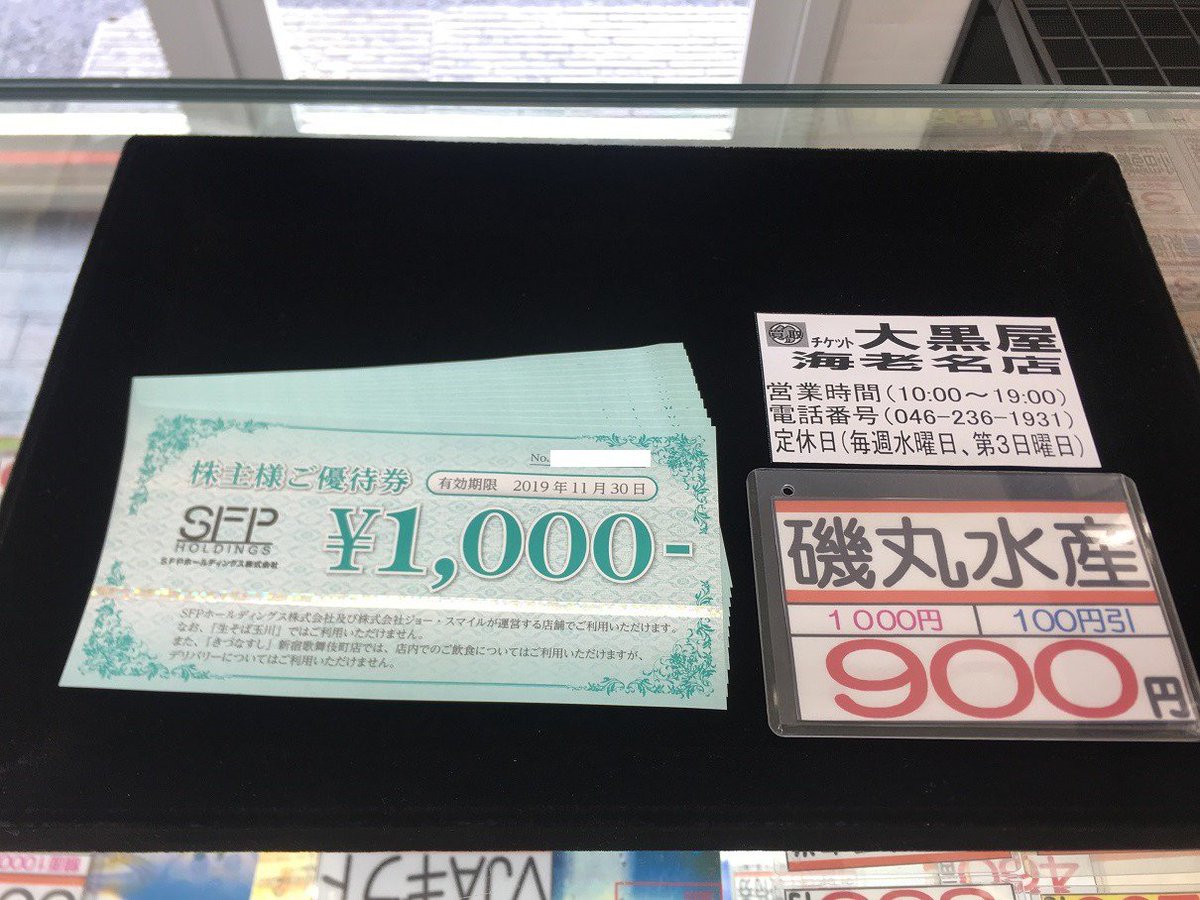 No.
株主様ご優待券
有効期限 2019年11月30日
SFP
HOLDINGS
SFPホールディングス株式会社
¥1,000-
SFPホールディングス株式会社及び株式会社ジョー・スマイルが運営する店舗でご利用いただけます。
なお、「生そば玉川」ではご利用いただけません。
また、「きづなすし」新宿歌舞伎町店では、店内でのご飲食についてはご利用いただけますが、
デリバリーについてはご利用いただけません。
チケット 大黒屋
海老名店
営業時間(10:00～19:00)
電話番号(046-236-1931)
定休日(毎週水曜日、第3日曜日)
磯丸水産
1000円 100円引
900円
VJAギフト